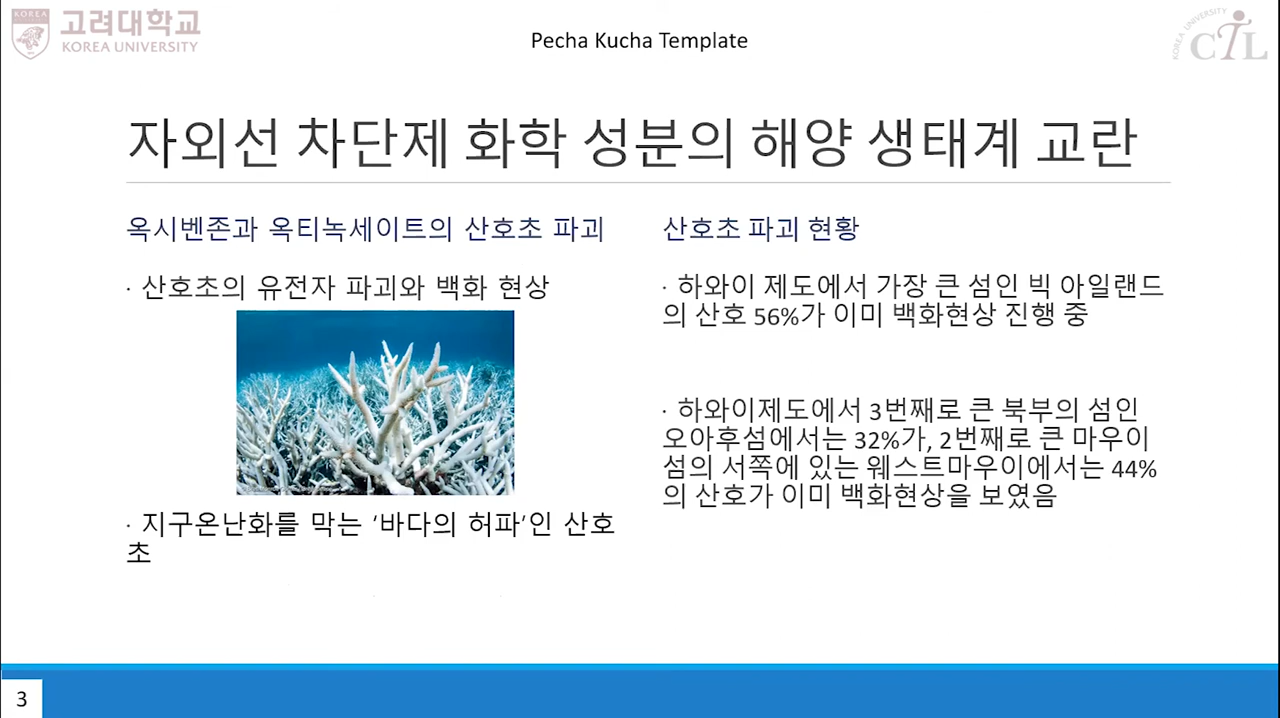 KOREA
고려대학교
KOREA UNIVERSITY
Pecha Kucha Template
KOREA UNIVERSITY
CTL
자외선 차단제 화학 성분의 해양 생태계 교란
옥시벤존과 옥티녹세이트의 산호초 파괴
· 산호초의 유전자 파괴와 백화 현상
· 지구온난화를 막는 ‘바다의 허파’인 산호
초
산호초 파괴 현황
· 하와이 제도에서 가장 큰 섬인 빅 아일랜드
의 산호 56%가 이미 백화현상 진행 중
· 하와이제도에서 3번째로 큰 북부의 섬인
오아후섬에서는 32%가, 2번째로 큰 마우이
섬의 서쪽에 있는 웨스트마우이에서는 44%
의 산호가 이미 백화현상을 보였음
3